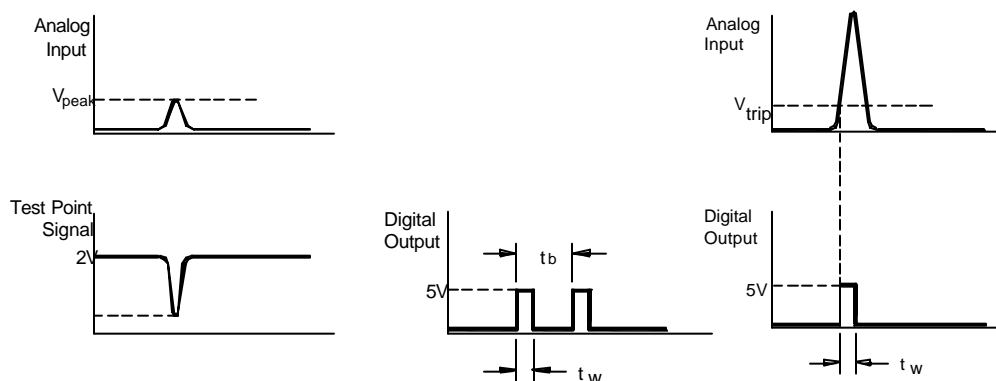 Analog
Input
Vpeak
Test Point
Signal
2V
Digital
Output
5V
tb
tw
Analog
Input
Vtrip
Digital
Output
5V
tw